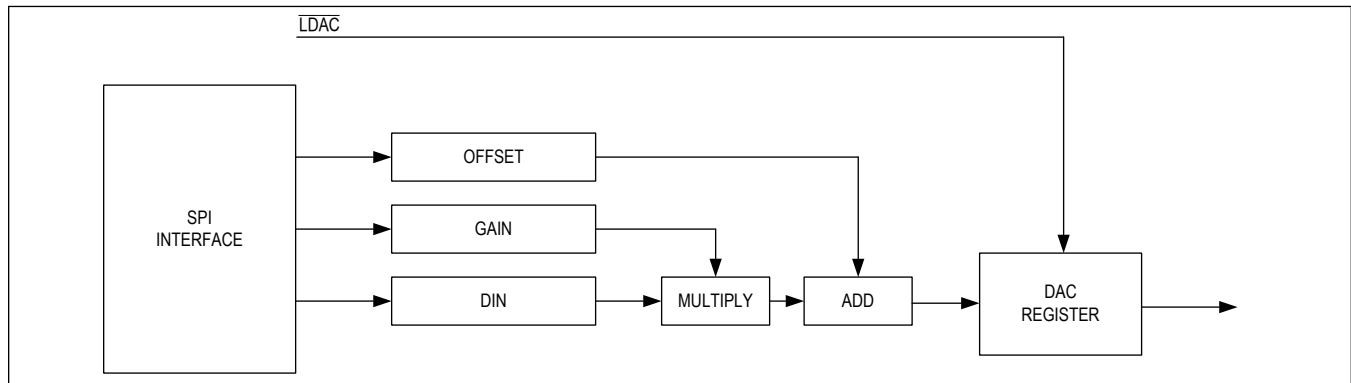 LDAC
OFFSET
SPI
INTERFACE
GAIN
DIN
MULTIPLY
ADD
DAC
REGISTER